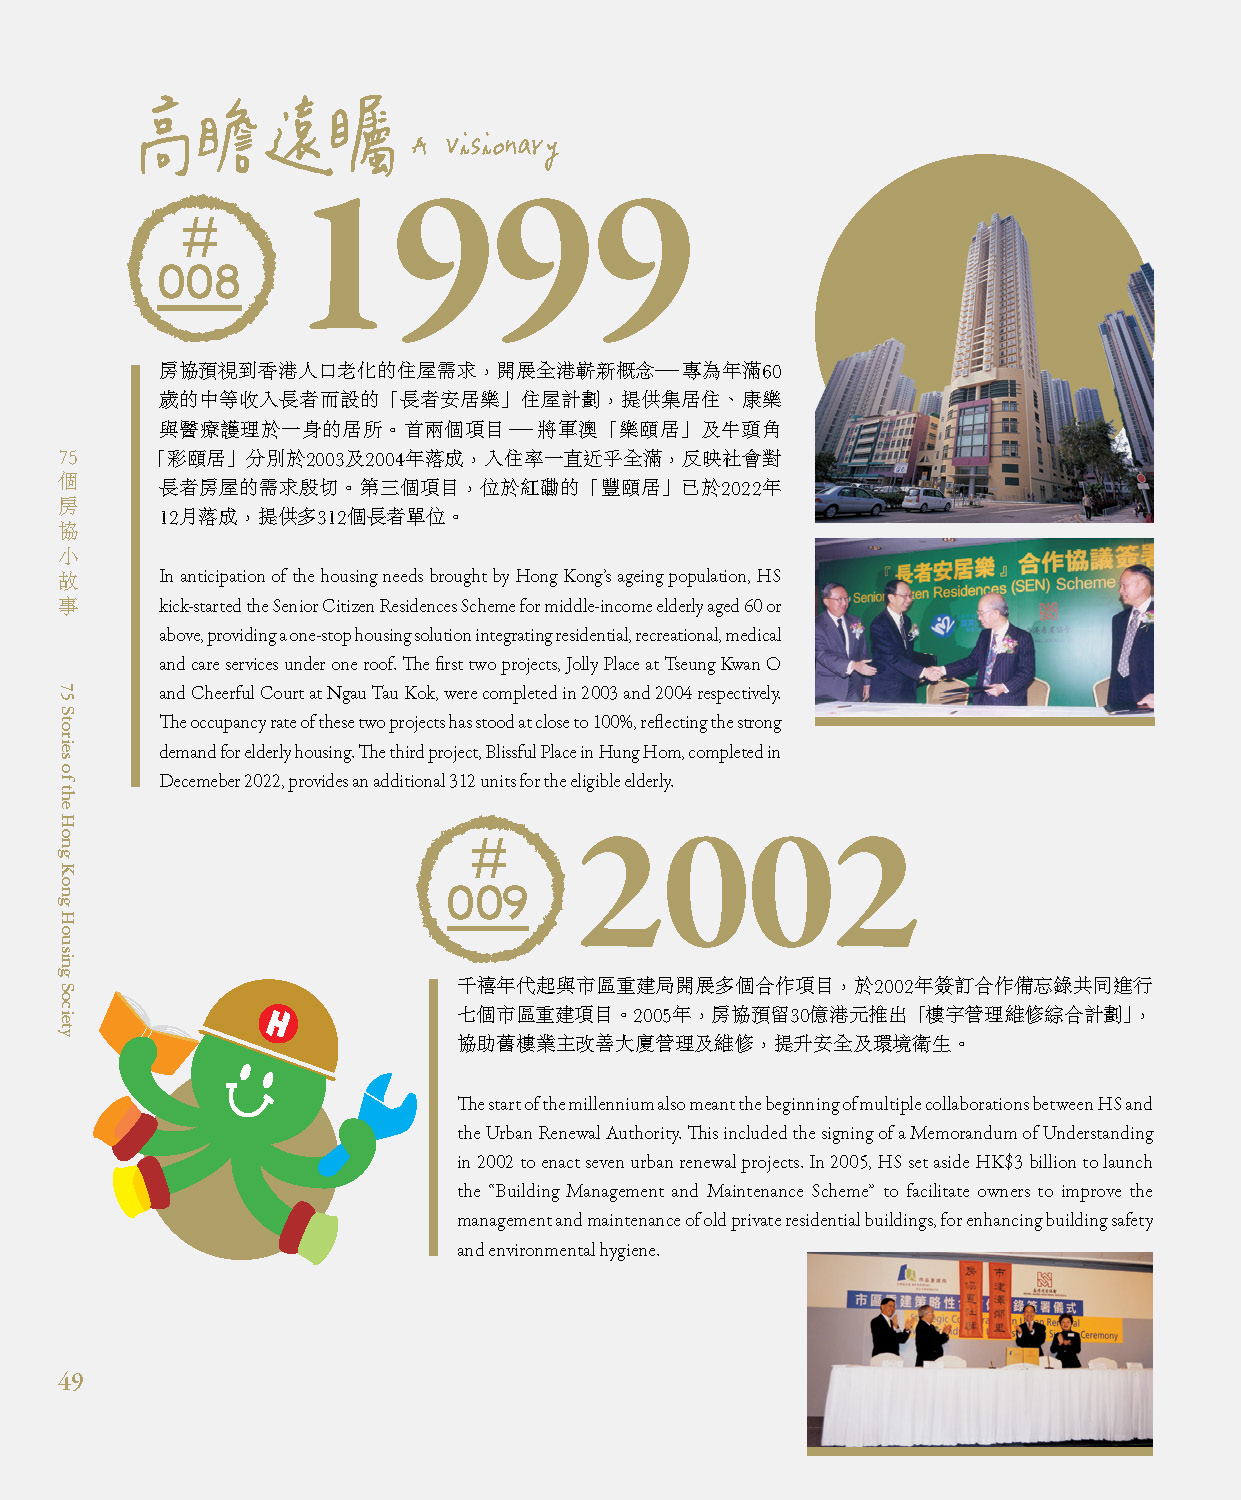 高瞻遠矚 A Visionary
#
008
1999
房協預視到香港人口老化的住屋需求，開展全港嶄新概念──專為年滿60
歲的中等收入長者而設的「長者安居樂」住屋計劃，提供集居住、康樂
與醫療護理於一身的居所。首兩個項目──將軍澳「樂頤居」及牛頭角
「彩頤居」分別於2003及2004年落成，入住率一直近乎全滿，反映社會對
長者房屋的需求殷切。第三個項目，位於紅磡的「豐頤居」已於2022年
12月落成，提供多312個長者單位。
In anticipation of the housing needs brought by Hong Kong’s ageing population, HS
kick-started the Senior Citizen Residences Scheme for middle-income elderly aged 60 or
above, providing a one-stop housing solution integrating residential, recreational, medical
and care services under one roof. The first two projects, Jolly Place at Tseung Kwan O
and Cheerful Court at Ngau Tau Kok, were completed in 2003 and 2004 respectively.
The occupancy rate of these two projects has stood at close to 100%, reflecting the strong
demand for elderly housing. The third project, Blissful Place in Hung Hom, completed in
Decemeber 2022, provides an additional 312 units for the eligible elderly.
『長者安居樂』合作協議簽署
Senior Citizen Residences (SEN) Scheme
75個房協小故事
75 Stories of the Hong Kong Housing Society
#
009
2002
千禧年代起與市區重建局開展多個合作項目，於2002年簽訂合作備忘錄共同進行
七個市區重建項目。2005年，房協預留30億港元推出「樓宇管理維修綜合計劃」，
協助舊樓業主改善大廈管理及維修，提升安全及環境衛生。
The start of the millennium also meant the beginning of multiple collaborations between HS and
the Urban Renewal Authority. This included the signing of a Memorandum of Understanding
in 2002 to enact seven urban renewal projects. In 2005, HS set aside HK$3 billion to launch
the “Building Management and Maintenance Scheme” to facilitate owners to improve the
management and maintenance of old private residential buildings, for enhancing building safety
and environmental hygiene.
H
市區重建策略性合作備忘錄簽署儀式
Ceremony
49